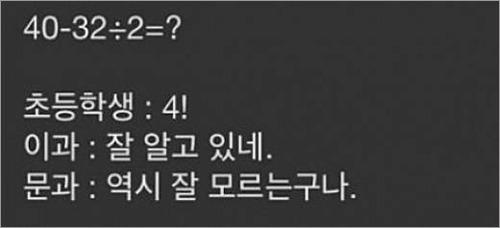 40-32÷2=?
초등학생 : 4!
이과 : 잘 알고 있네.
문과 : 역시 잘 모르는구나.